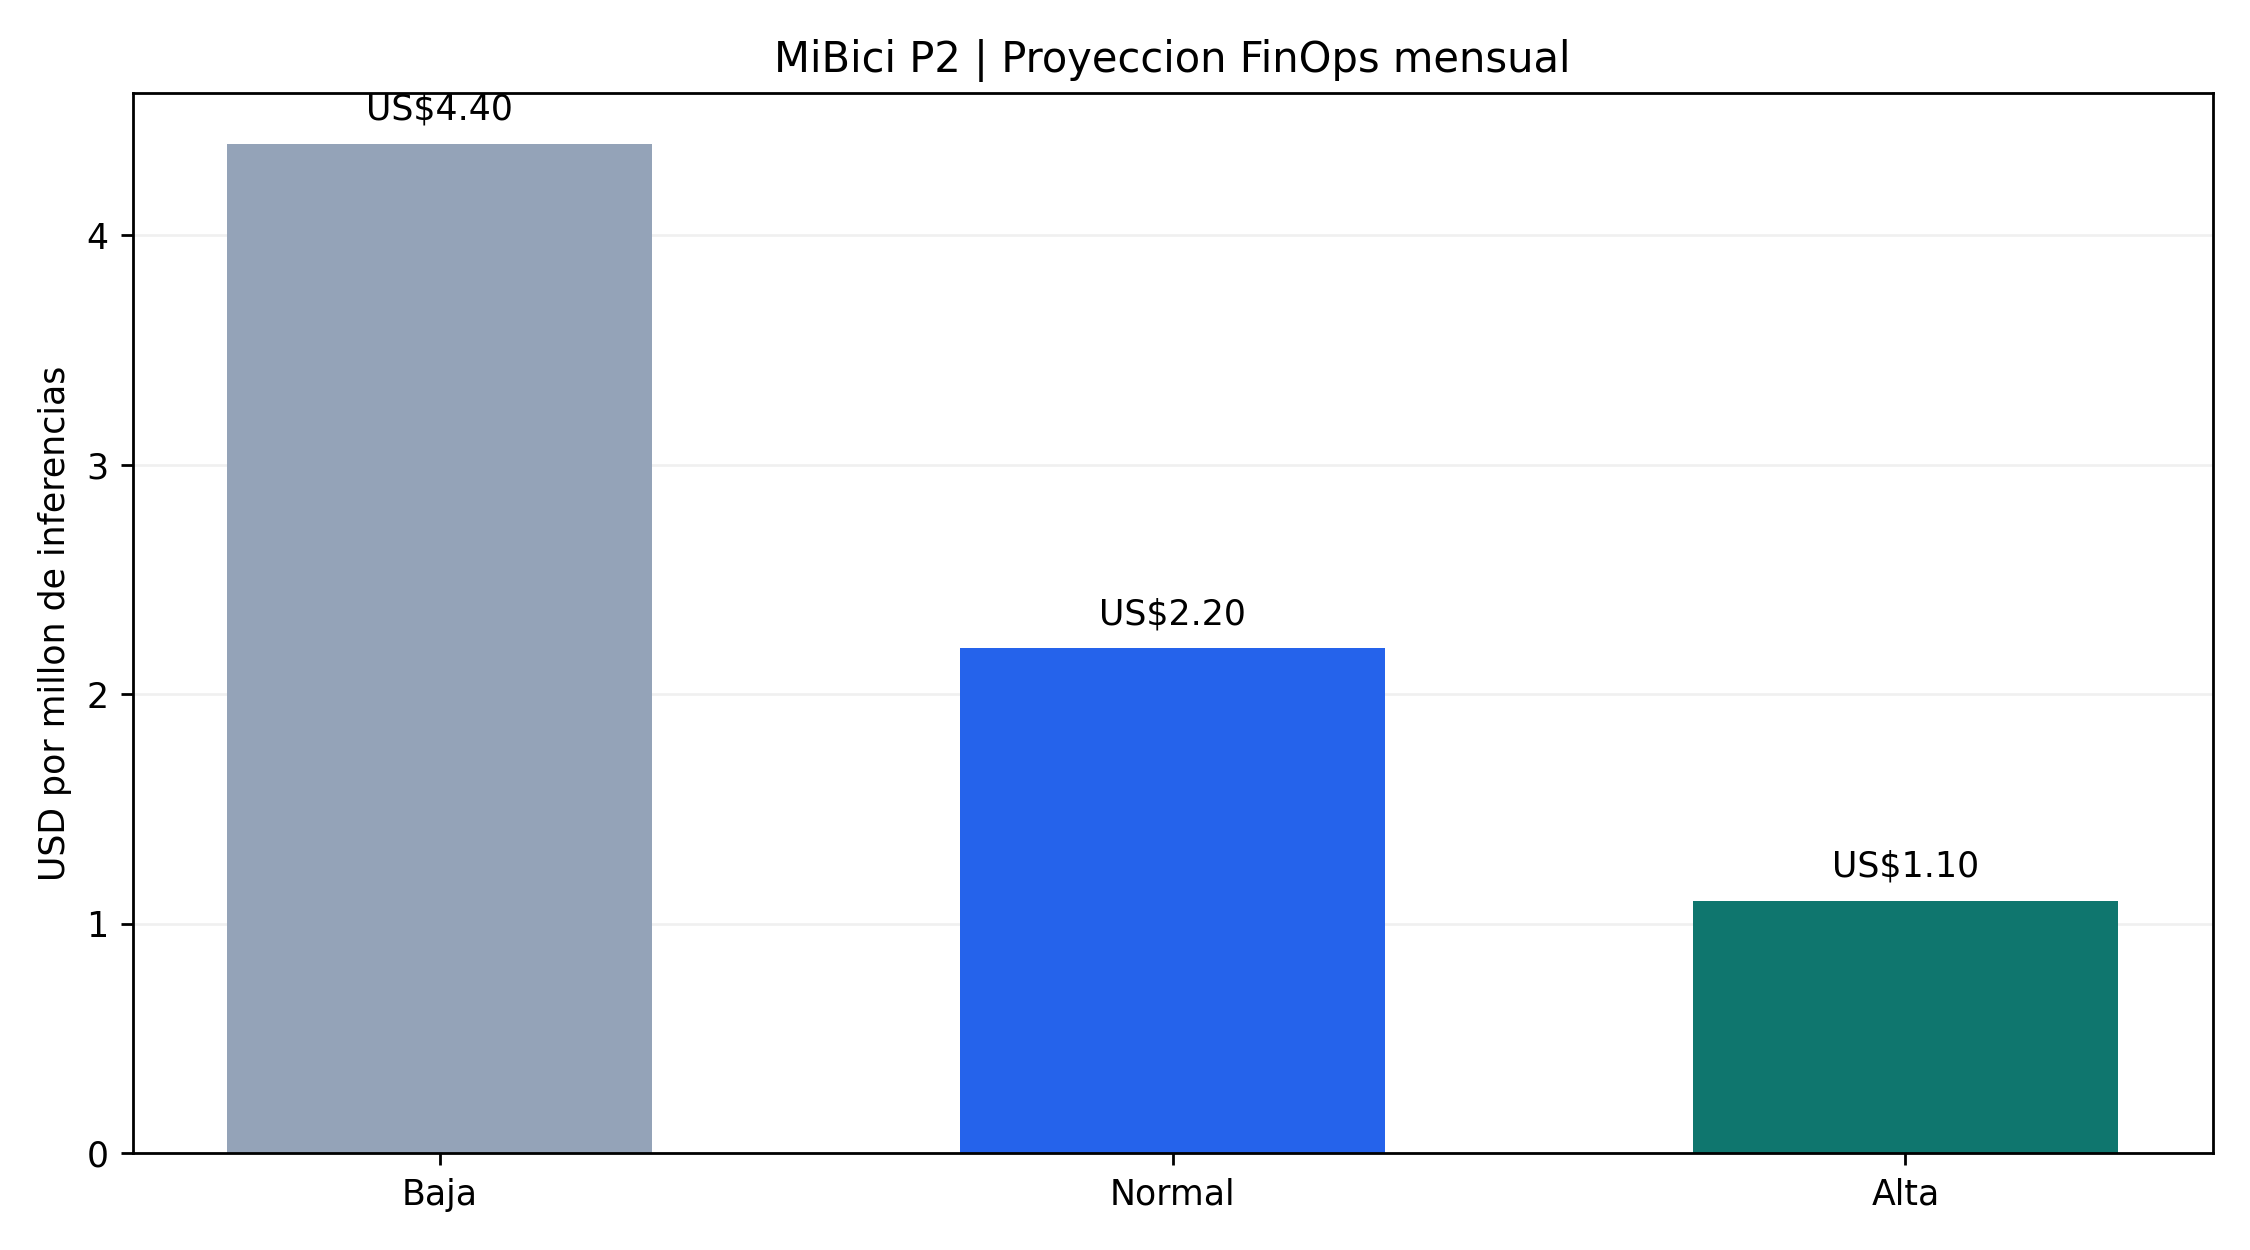 MiBici P2 | Proyeccion FinOps mensual
USD por millon de inferencias
4
3
2
1
0
US$4.40
US$2.20
US$1.10
Baja
Normal
Alta